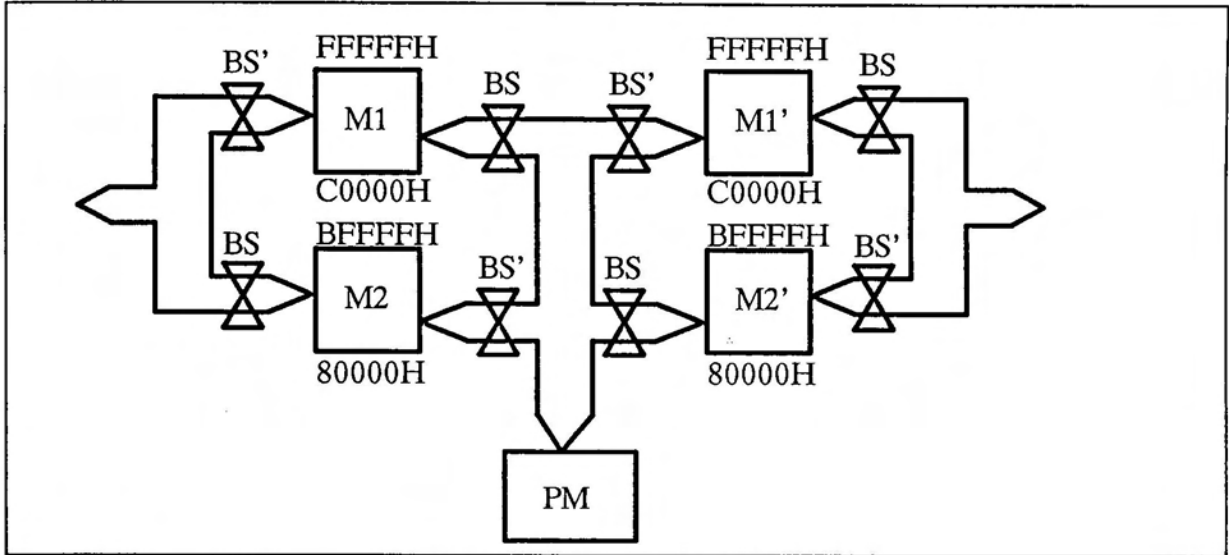 FFFFFH
FFFFFH
BS'
BS
BS'
BS
M1
M1'
C0000H
C0000H
BS
BFFFFH
BS'
BS
BFFFFH
BS'
M2
M2'
80000H
80000H
PM